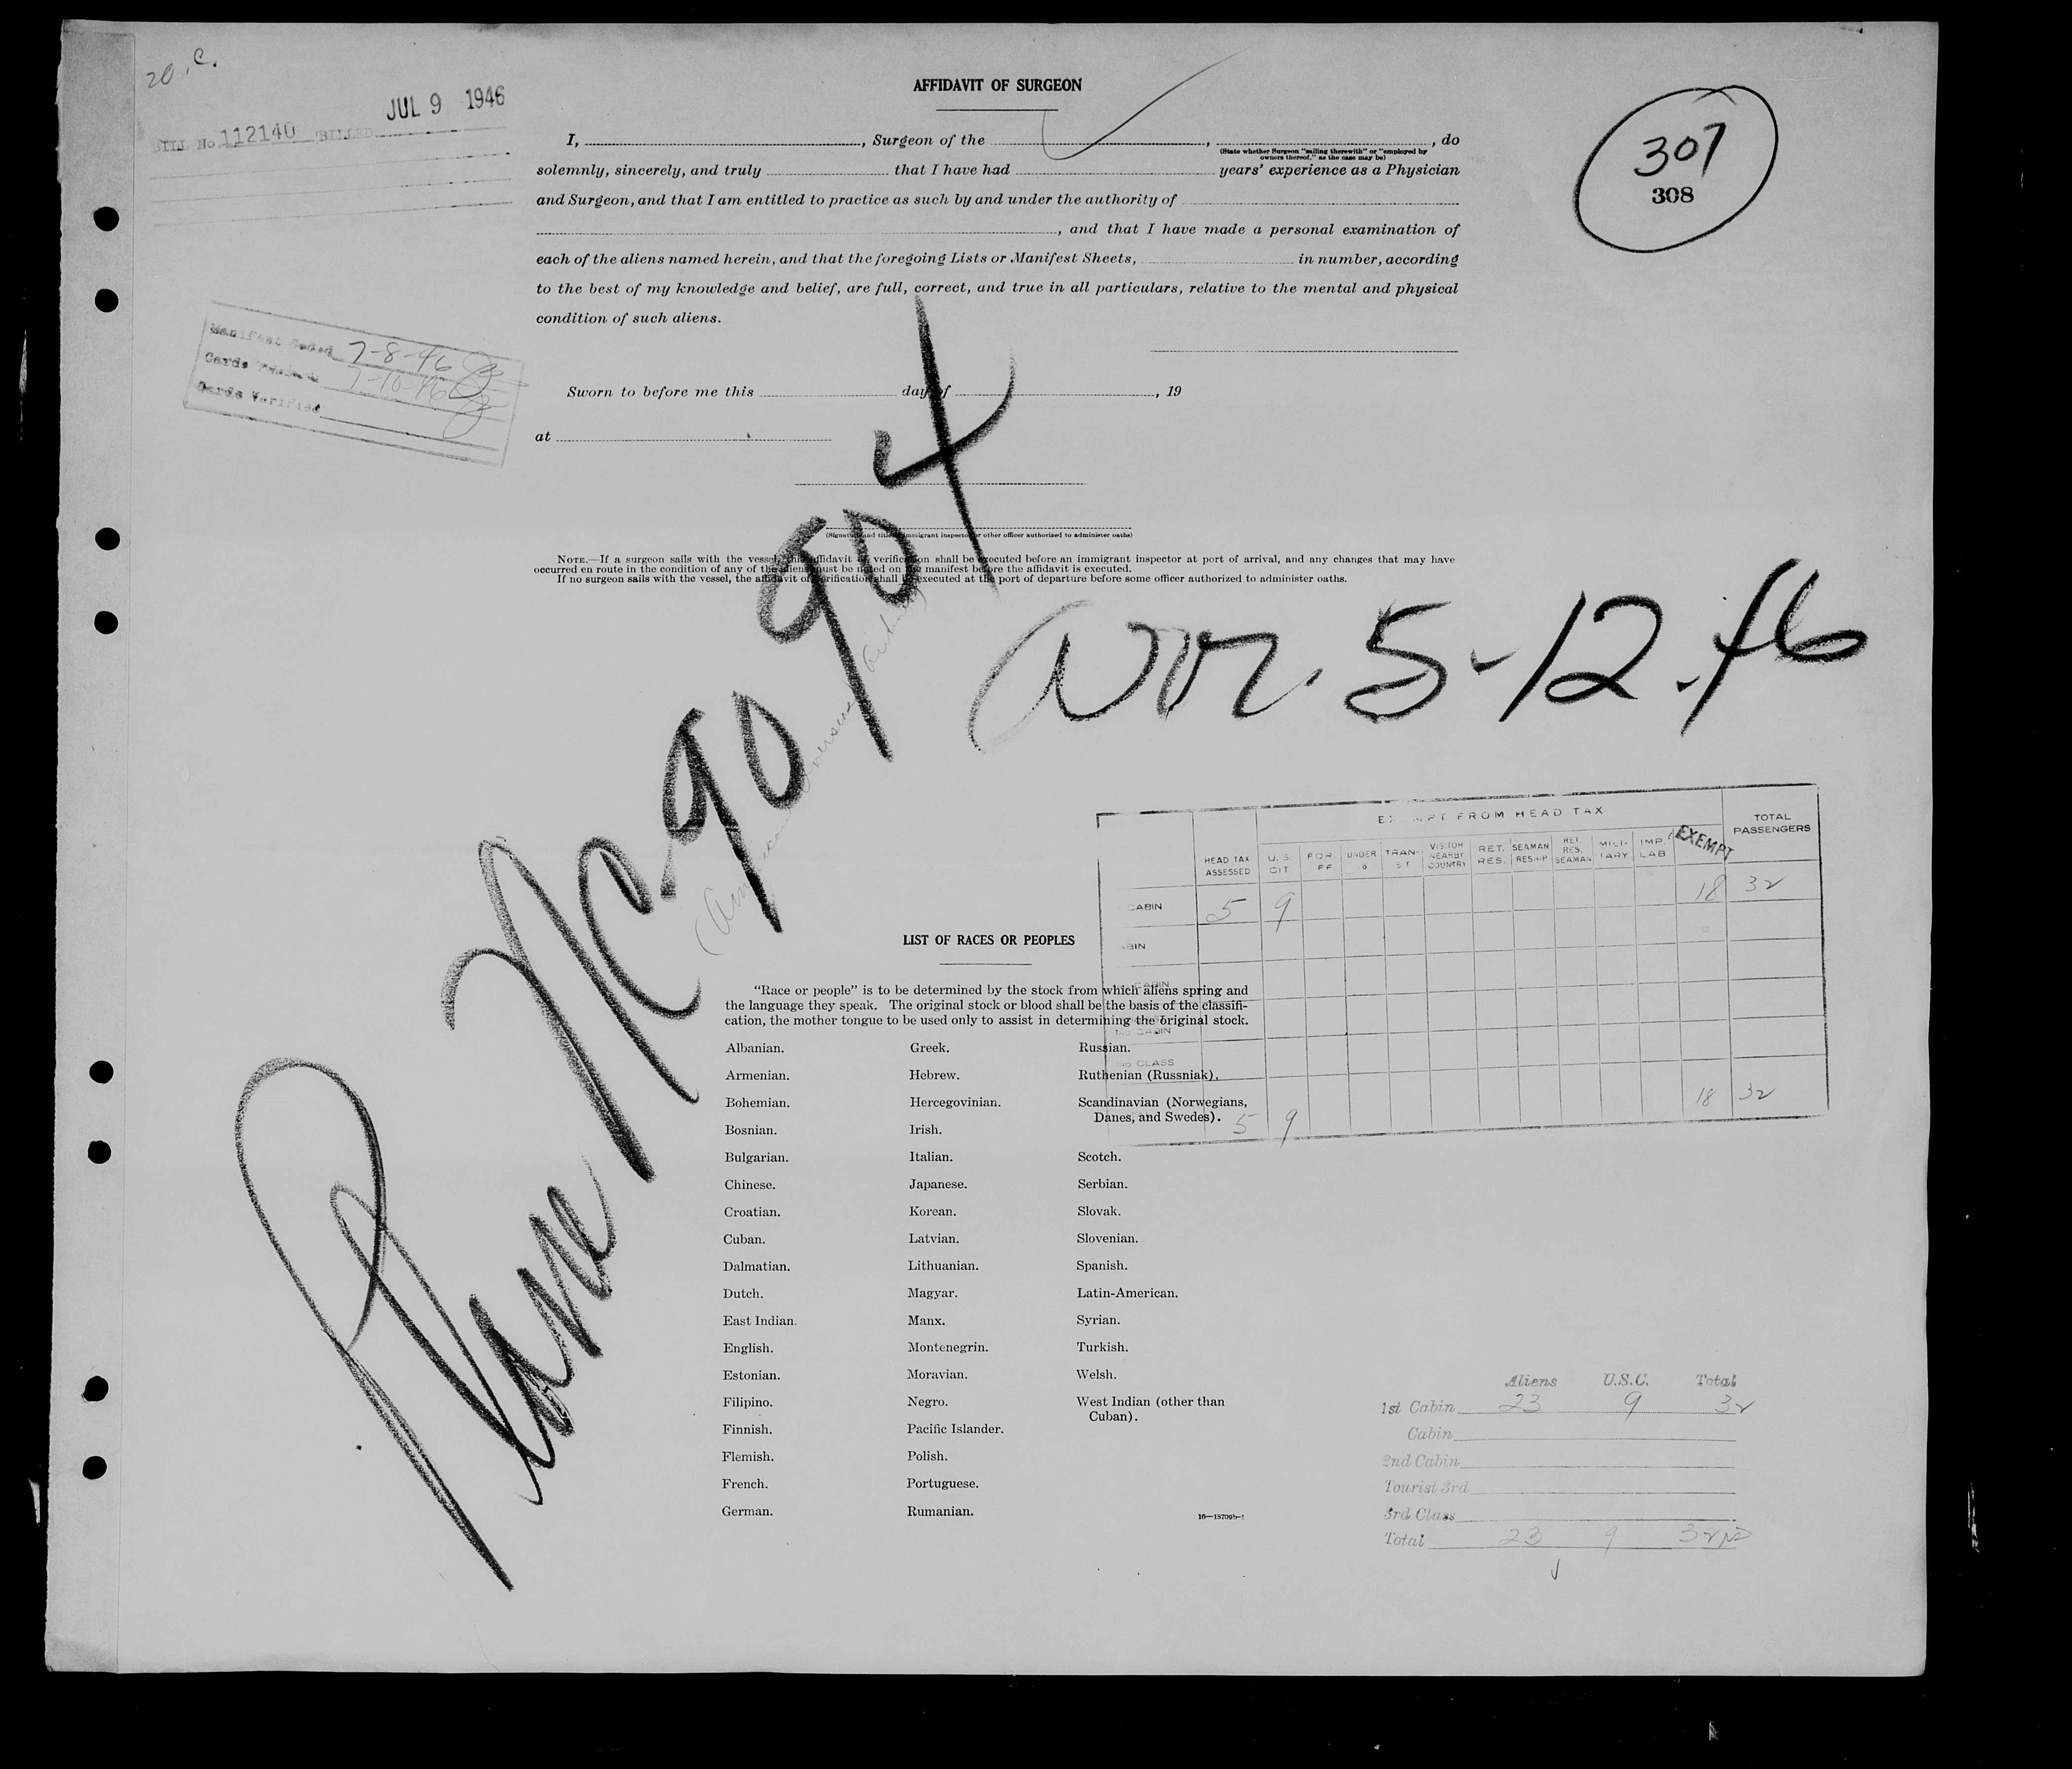 20.C.
JUL 9 1946
BILL No. 112140 BILLED
AFFIDAVIT OF SURGEON
307
308
I, , Surgeon of the , , do
(State whether Surgeon "sailing therewith" or "employed by
owners thereof," as the case may be)
solemnly, sincerely, and truly that I have had years' experience as a Physician
and Surgeon, and that I am entitled to practice as such by and under the authority of
, and that I have made a personal examination of
each of the aliens named herein, and that the foregoing Lists or Manifest Sheets, in number, according
to the best of my knowledge and belief, are full, correct, and true in all particulars, relative to the mental and physical
condition of such aliens.
Manifest Coded 7-8-46
Cards 7-10-46
Cards Verified
Sworn to before me this day of , 19
at
(Signature and title of immigrant inspector or other officer authorized to administer oaths)
NOTE.—If a surgeon sails with the vessel, this affidavit of verification shall be executed before an immigrant inspector at port of arrival, and any changes that may have
occurred en route in the condition of any of the aliens must be noted on the manifest before the affidavit is executed.
If no surgeon sails with the vessel, the affidavit of verification shall be executed at the port of departure before some officer authorized to administer oaths.
Plane NC-90904
arr. 5-12-46
EXEMPT FROM HEAD TAX
HEAD TAX ASSESSED U.S. CIT. FOR. FF. UNDER 6 TRANSIT VISITOR NEARBY COUNTRY RET. RES. SEAMAN RESHIP RET. RES. SEAMAN MILITARY IMP. LAB EXEMPT TOTAL PASSENGERS
CABIN 5 9 18 32
CABIN
CABIN
CABIN
3RD CLASS
5 9 18 32
LIST OF RACES OR PEOPLES
"Race or people" is to be determined by the stock from which aliens spring and
the language they speak. The original stock or blood shall be the basis of the classifi-
cation, the mother tongue to be used only to assist in determining the original stock.
Albanian. Greek. Russian.
Armenian. Hebrew. Ruthenian (Russniak).
Bohemian. Hercegovinian. Scandinavian (Norwegians,
Danes, and Swedes).
Bosnian. Irish.
Bulgarian. Italian. Scotch.
Chinese. Japanese. Serbian.
Croatian. Korean. Slovak.
Cuban. Latvian. Slovenian.
Dalmatian. Lithuanian. Spanish.
Dutch. Magyar. Latin-American.
East Indian. Manx. Syrian.
English. Montenegrin. Turkish.
Estonian. Moravian. Welsh.
Filipino. Negro. West Indian (other than
Cuban).
Finnish. Pacific Islander.
Flemish. Polish.
French. Portuguese.
German. Rumanian.
16—18709b-1
Aliens U.S.C. Total
1st Cabin 23 9 32
Cabin
2nd Cabin
Tourist 3rd
3rd Class
Total 23 9 32